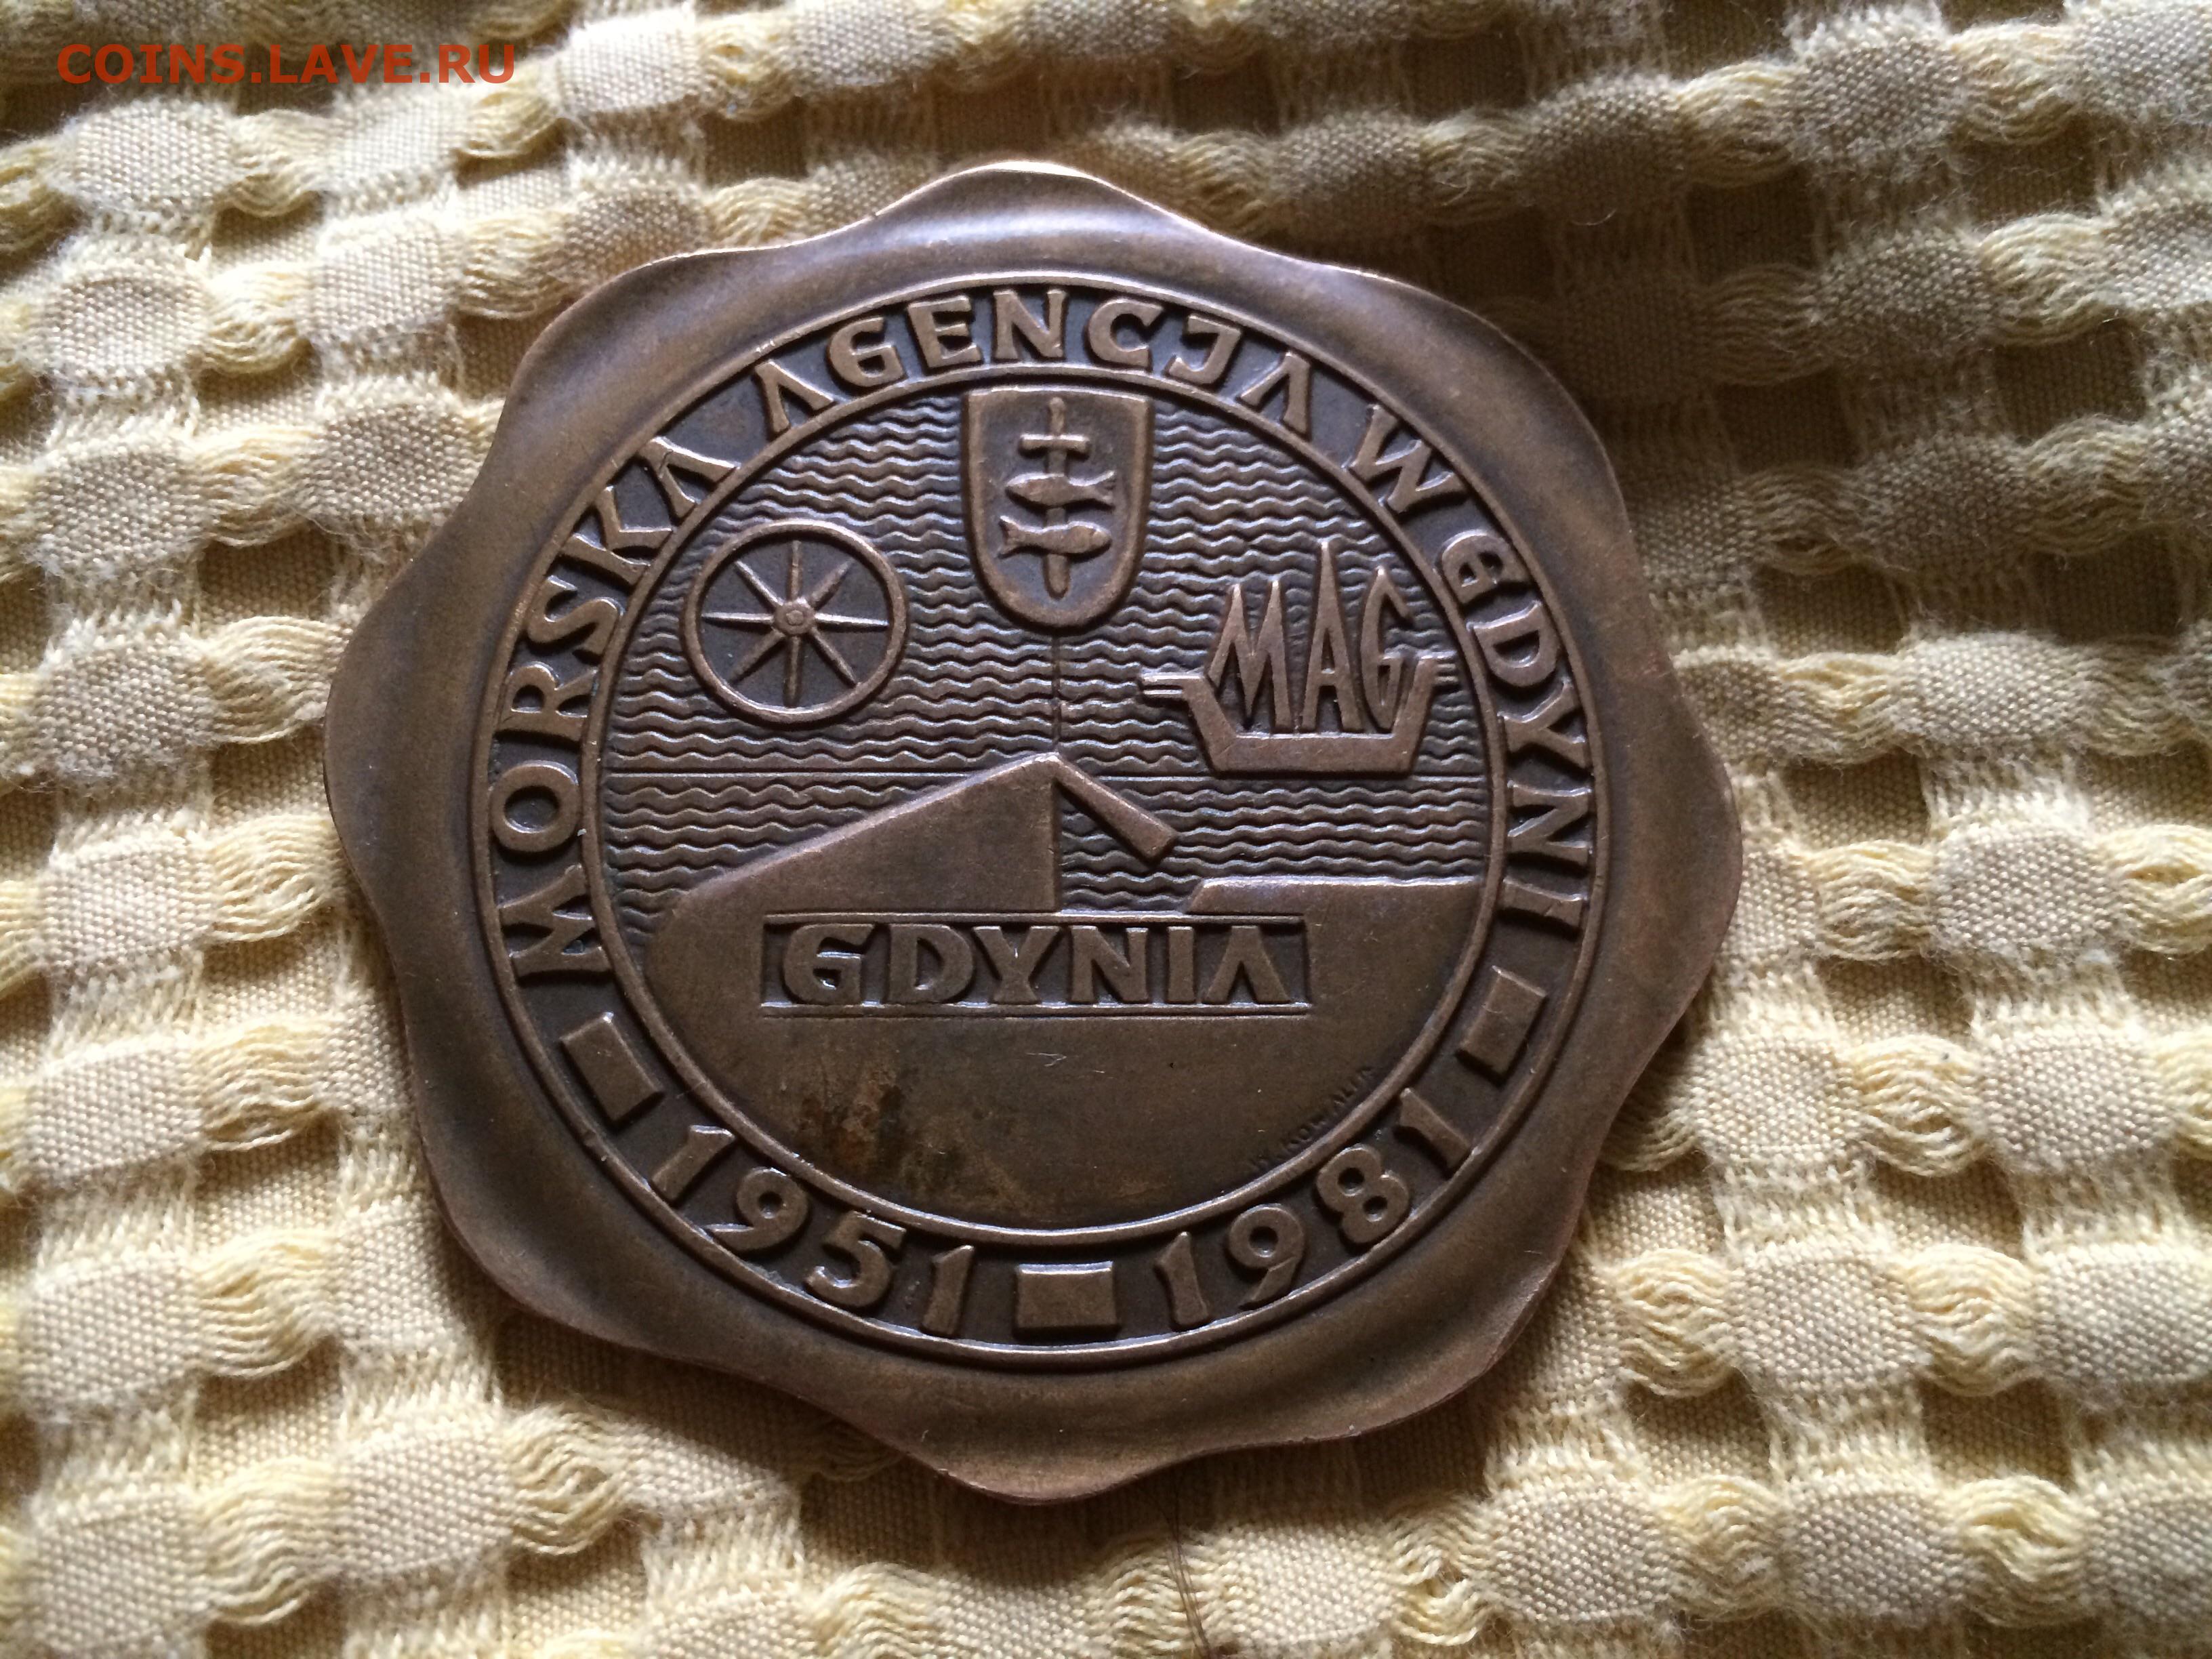 COINS.LAVE.RU
MORSKA AGENCJA W GDYNI
MAG
GDYNIA
1951 1981